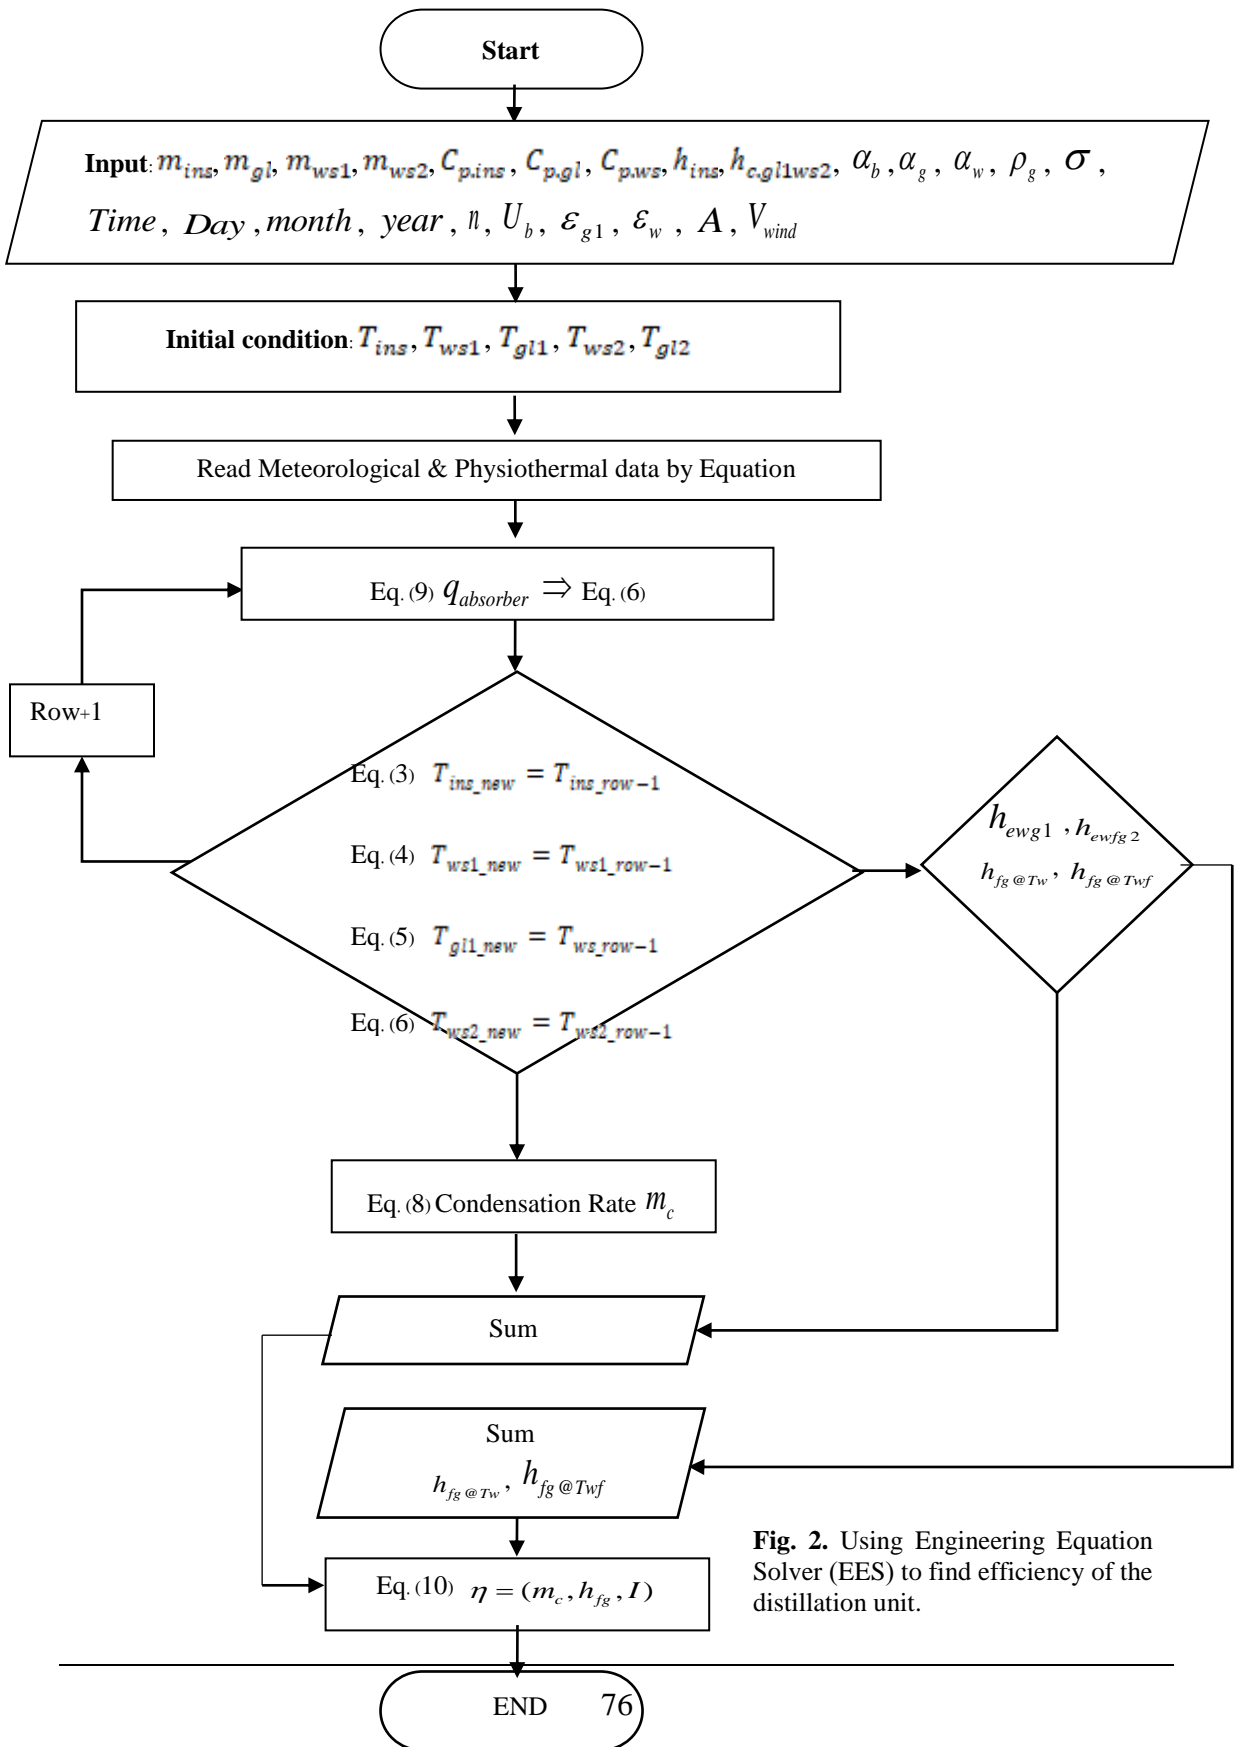 Start
Input: m_ins, m_gl, m_ws1, m_ws2, C_p.ins, C_p.gl, C_p.ws, h_ins, h_c.gl1ws2, α_b, α_g, α_w, ρ_g, σ,
Time, Day, month, year, n, U_b, ε_g1, ε_w, A, V_wind
Initial condition: T_ins, T_ws1, T_gl1, T_ws2, T_gl2
Read Meteorological & Physiothermal data by Equation
Eq. (9) q_absorber ⇒ Eq. (6)
Row+1
Eq. (3) T_ins_new = T_ins_row−1
Eq. (4) T_ws1_new = T_ws1_row−1
Eq. (5) T_gl1_new = T_ws_row−1
Eq. (6) T_ws2_new = T_ws2_row−1
h_ewg1, h_ewfg2
h_fg@Tw, h_fg@Twf
Eq. (8) Condensation Rate m_c
Sum
Sum
h_fg@Tw, h_fg@Twf
Eq. (10) η = (m_c, h_fg, I)
Fig. 2. Using Engineering Equation
Solver (EES) to find efficiency of the
distillation unit.
END
76